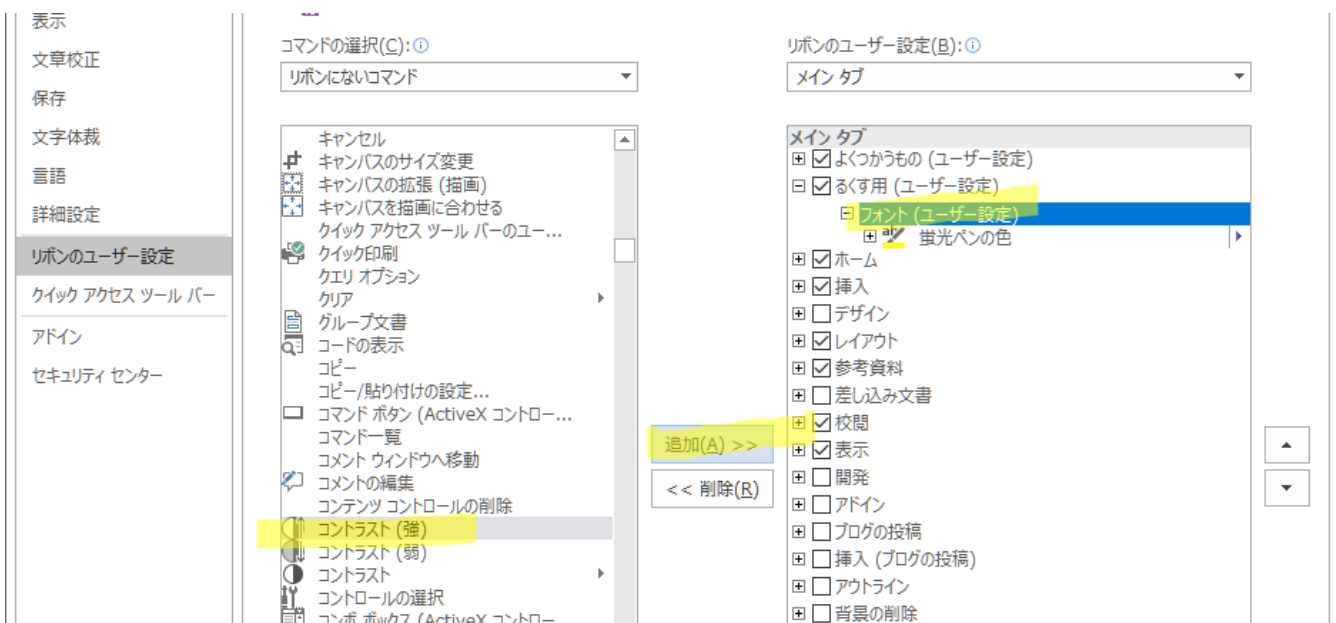 表示
文章校正
保存
文字体裁
言語
詳細設定
リボンのユーザー設定
クイック アクセス ツール バー
アドイン
セキュリティ センター
コマンドの選択(C):
リボンにないコマンド
キャンセル
キャンバスのサイズ変更
キャンバスの拡張 (描画)
キャンバスを描画に合わせる
クイック アクセス ツール バーのユー...
クイック印刷
クエリ オプション
クリア
グループ文書
コードの表示
コピー
コピー/貼り付けの設定...
コマンド ボタン (ActiveX コントロー...
コマンド一覧
コメント ウィンドウへ移動
コメントの編集
コンテンツ コントロールの削除
コントラスト (強)
コントラスト (弱)
コントラスト
コントロールの選択
コンボ ボックス (ActiveX コントロー
追加(A) >>
<< 削除(R)
リボンのユーザー設定(B):
メイン タブ
メイン タブ
よくつかうもの (ユーザー設定)
るくす用 (ユーザー設定)
フォント (ユーザー設定)
蛍光ペンの色
ホーム
挿入
デザイン
レイアウト
参考資料
差し込み文書
校閲
表示
開発
アドイン
ブログの投稿
挿入 (ブログの投稿)
アウトライン
背景の削除